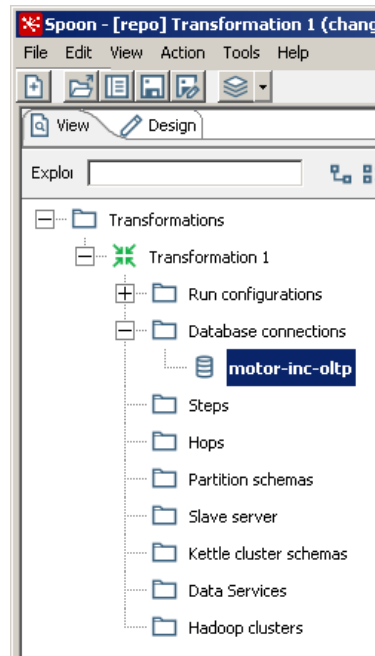 Spoon - [repo] Transformation 1 (chang
File Edit View Action Tools Help
View Design
Explor
Transformations
Transformation 1
Run configurations
Database connections
motor-inc-oltp
Steps
Hops
Partition schemas
Slave server
Kettle cluster schemas
Data Services
Hadoop clusters